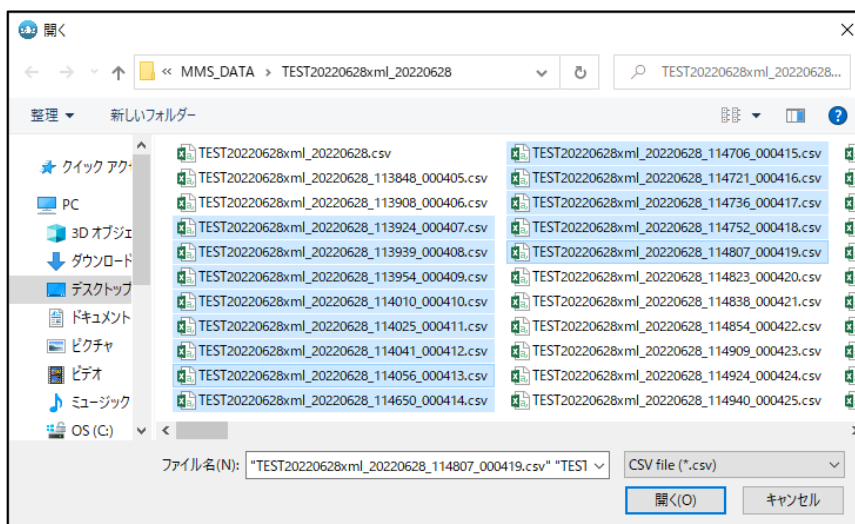 開く
« MMS_DATA > TEST20220628xml_20220628
TEST20220628xml_20220628...
整理 新しいフォルダー
クイック アクセ
PC
3D オブジェ
ダウンロード
デスクトップ
ドキュメント
ピクチャ
ビデオ
ミュージック
OS (C:)
TEST20220628xml_20220628.csv
TEST20220628xml_20220628_113848_000405.csv
TEST20220628xml_20220628_113908_000406.csv
TEST20220628xml_20220628_113924_000407.csv
TEST20220628xml_20220628_113939_000408.csv
TEST20220628xml_20220628_113954_000409.csv
TEST20220628xml_20220628_114010_000410.csv
TEST20220628xml_20220628_114025_000411.csv
TEST20220628xml_20220628_114041_000412.csv
TEST20220628xml_20220628_114056_000413.csv
TEST20220628xml_20220628_114650_000414.csv
TEST20220628xml_20220628_114706_000415.csv
TEST20220628xml_20220628_114721_000416.csv
TEST20220628xml_20220628_114736_000417.csv
TEST20220628xml_20220628_114752_000418.csv
TEST20220628xml_20220628_114807_000419.csv
TEST20220628xml_20220628_114823_000420.csv
TEST20220628xml_20220628_114838_000421.csv
TEST20220628xml_20220628_114854_000422.csv
TEST20220628xml_20220628_114909_000423.csv
TEST20220628xml_20220628_114924_000424.csv
TEST20220628xml_20220628_114940_000425.csv
ファイル名(N): "TEST20220628xml_20220628_114807_000419.csv" "TEST
CSV file (*.csv)
開く(O) キャンセル